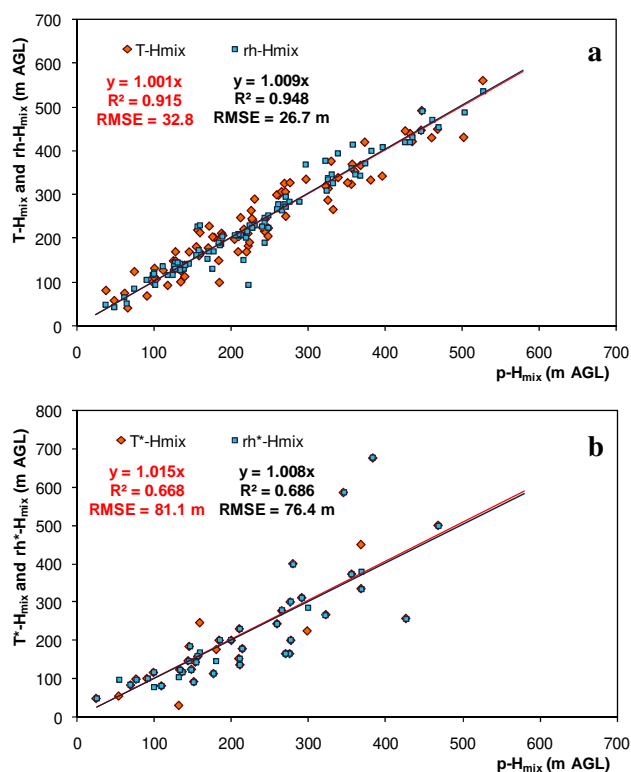 a
T-Hmix rh-Hmix
y = 1.001x y = 1.009x
R² = 0.915 R² = 0.948
RMSE = 32.8 RMSE = 26.7 m
T-Hmix and rh-Hmix (m AGL)
700
600
500
400
300
200
100
0
0 100 200 300 400 500 600 700
p-Hmix (m AGL)
b
T*-Hmix rh*-Hmix
y = 1.015x y = 1.008x
R² = 0.668 R² = 0.686
RMSE = 81.1 m RMSE = 76.4 m
T*-Hmix and rh*-Hmix (m AGL)
800
700
600
500
400
300
200
100
0
0 100 200 300 400 500 600 700
p-Hmix (m AGL)